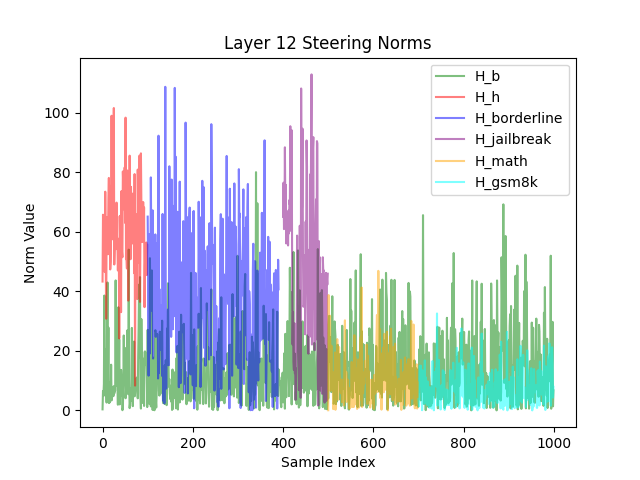 Layer 12 Steering Norms
H_b
H_h
H_borderline
H_jailbreak
H_math
H_gsm8k
Norm Value
100
80
60
40
20
0
0 200 400 600 800 1000
Sample Index